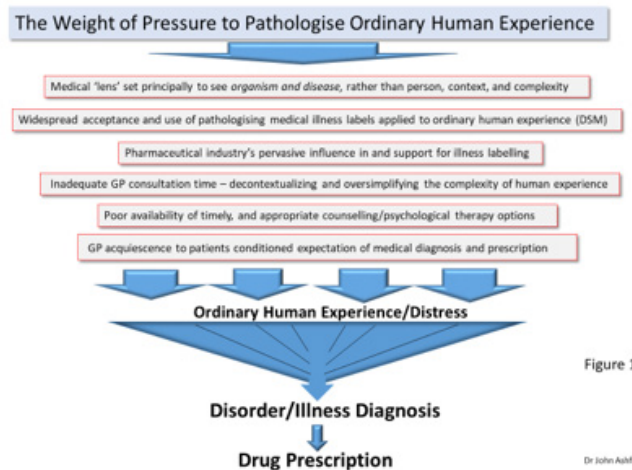 The Weight of Pressure to Pathologise Ordinary Human Experience
Medical 'lens' set principally to see organism and disease, rather than person, context, and complexity
Widespread acceptance and use of pathologising medical illness labels applied to ordinary human experience (DSM)
Pharmaceutical industry's pervasive influence in and support for illness labelling
Inadequate GP consultation time – decontextualizing and oversimplifying the complexity of human experience
Poor availability of timely, and appropriate counselling/psychological therapy options
GP acquiescence to patients conditioned expectation of medical diagnosis and prescription
Ordinary Human Experience/Distress
Figure 1
Disorder/Illness Diagnosis
Drug Prescription
Dr John